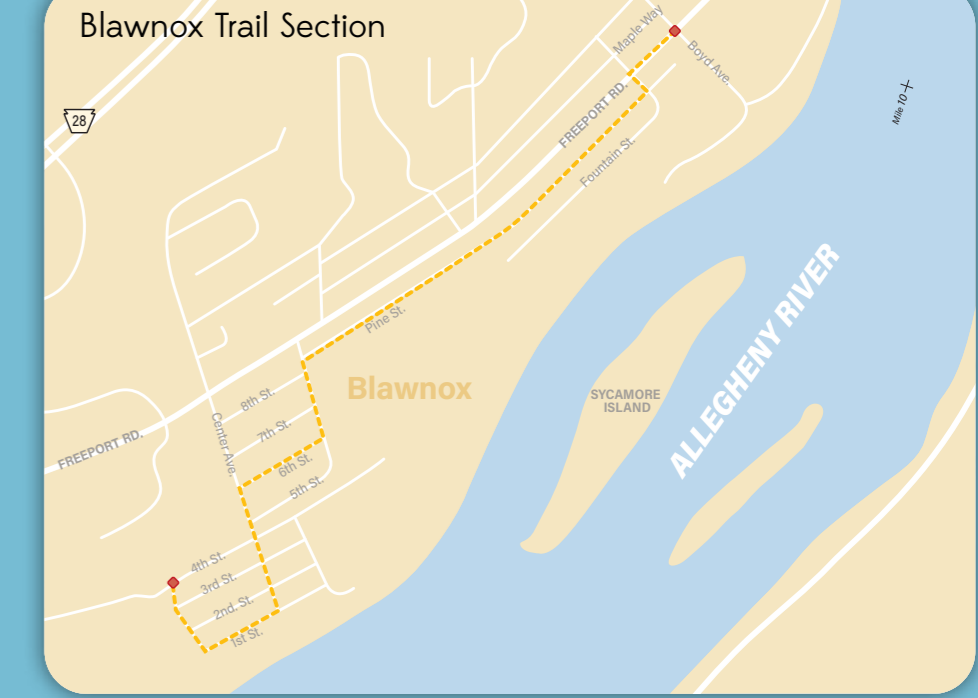 Blawnox Trail Section
Maple Way
Boyd Ave.
28
Mile 10
FREEPORT RD.
Fountain St.
Pine St.
ALLEGHENY RIVER
Blawnox
SYCAMORE
ISLAND
8th St.
Center Ave.
7th St.
FREEPORT RD.
6th St.
5th St.
4th St.
3rd St.
2nd. St.
1st St.